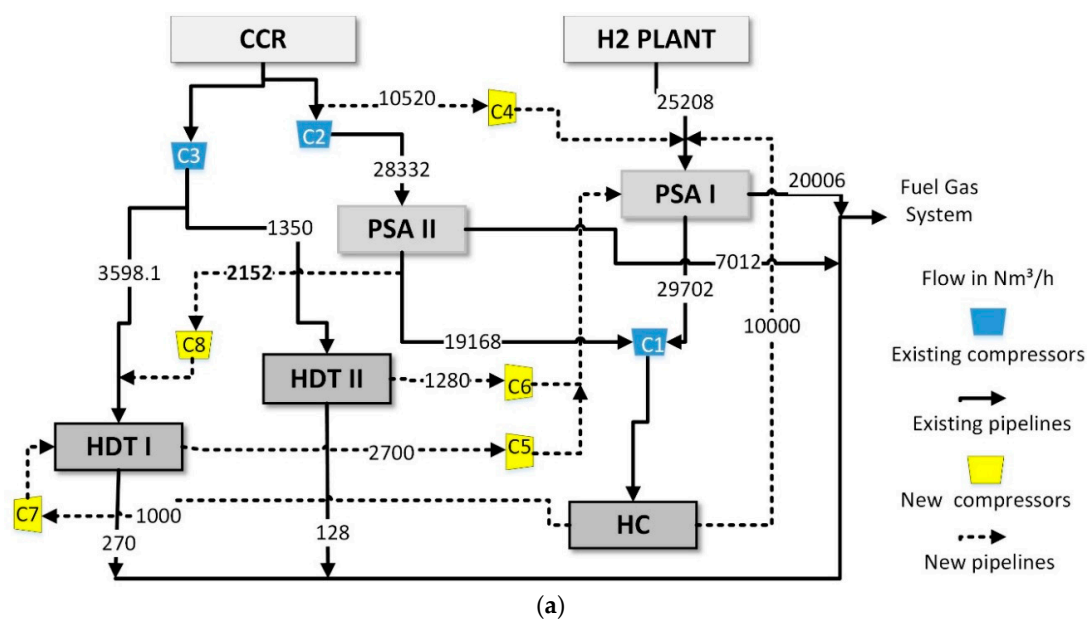 CCR
H2 PLANT
10520
C4
25208
C3
C2
28332
PSA I
20006
Fuel Gas
System
1350
PSA II
7012
3598.1
2152
29702
Flow in Nm³/h
10000
C8
19168
C1
Existing compressors
HDT II
1280
C6
Existing pipelines
HDT I
2700
C5
C7
1000
HC
New compressors
270
128
New pipelines
(a)